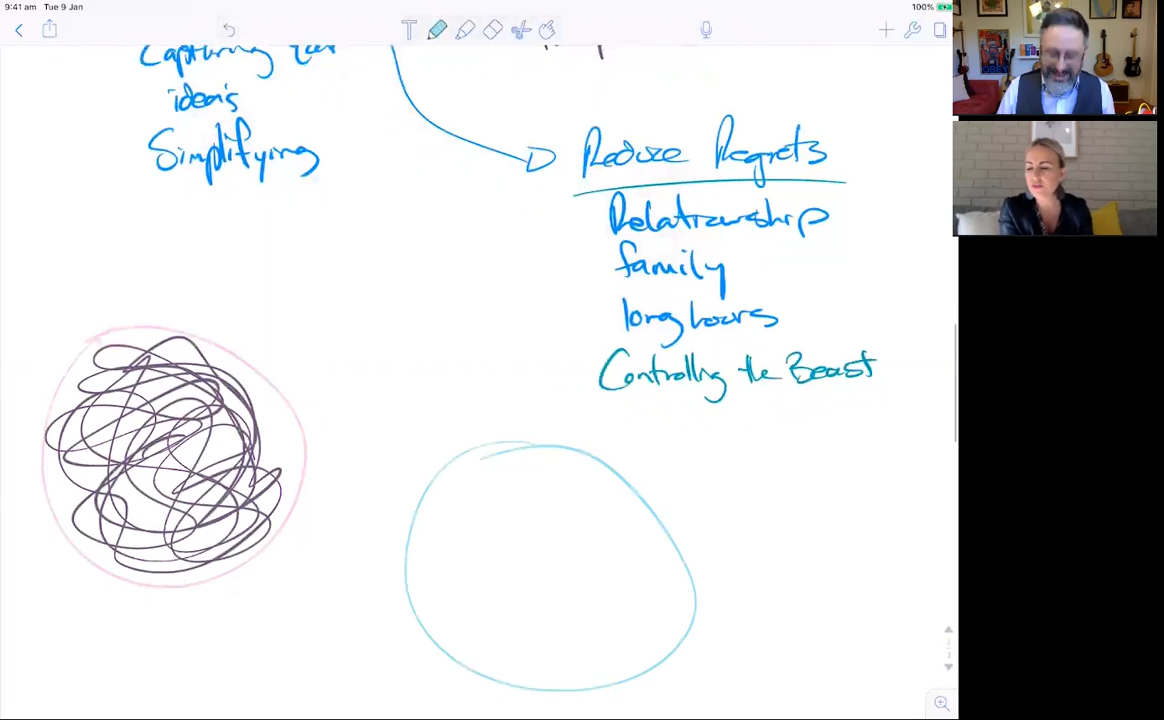 9:41 am Tue 9 Jan
100%
T
Capturing
ideas
Simplifying
Reduce Regrets
Relationship
family
long hours
Controlling the Beast
OBEY